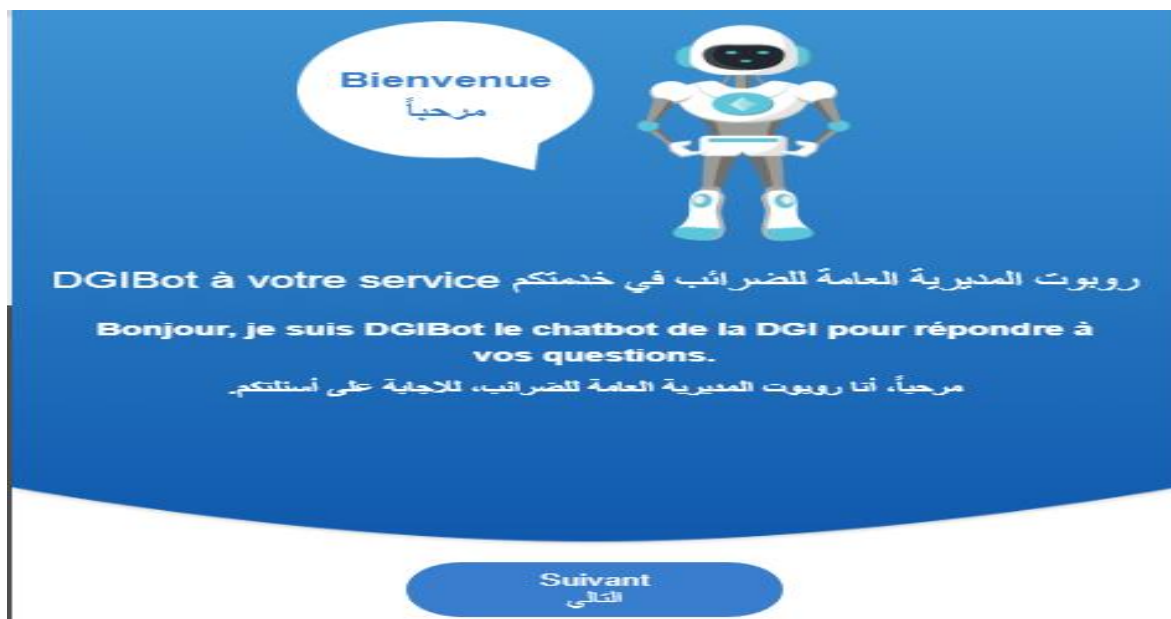 Bienvenue
مرحباً
DGIBot à votre service روبوت المديرية العامة للضرائب في خدمتكم
Bonjour, je suis DGIBot le chatbot de la DGI pour répondre à
vos questions.
مرحباً، أنا روبوت المديرية العامة للضرائب، للاجابة على أسئلتكم.
Suivant
التالي